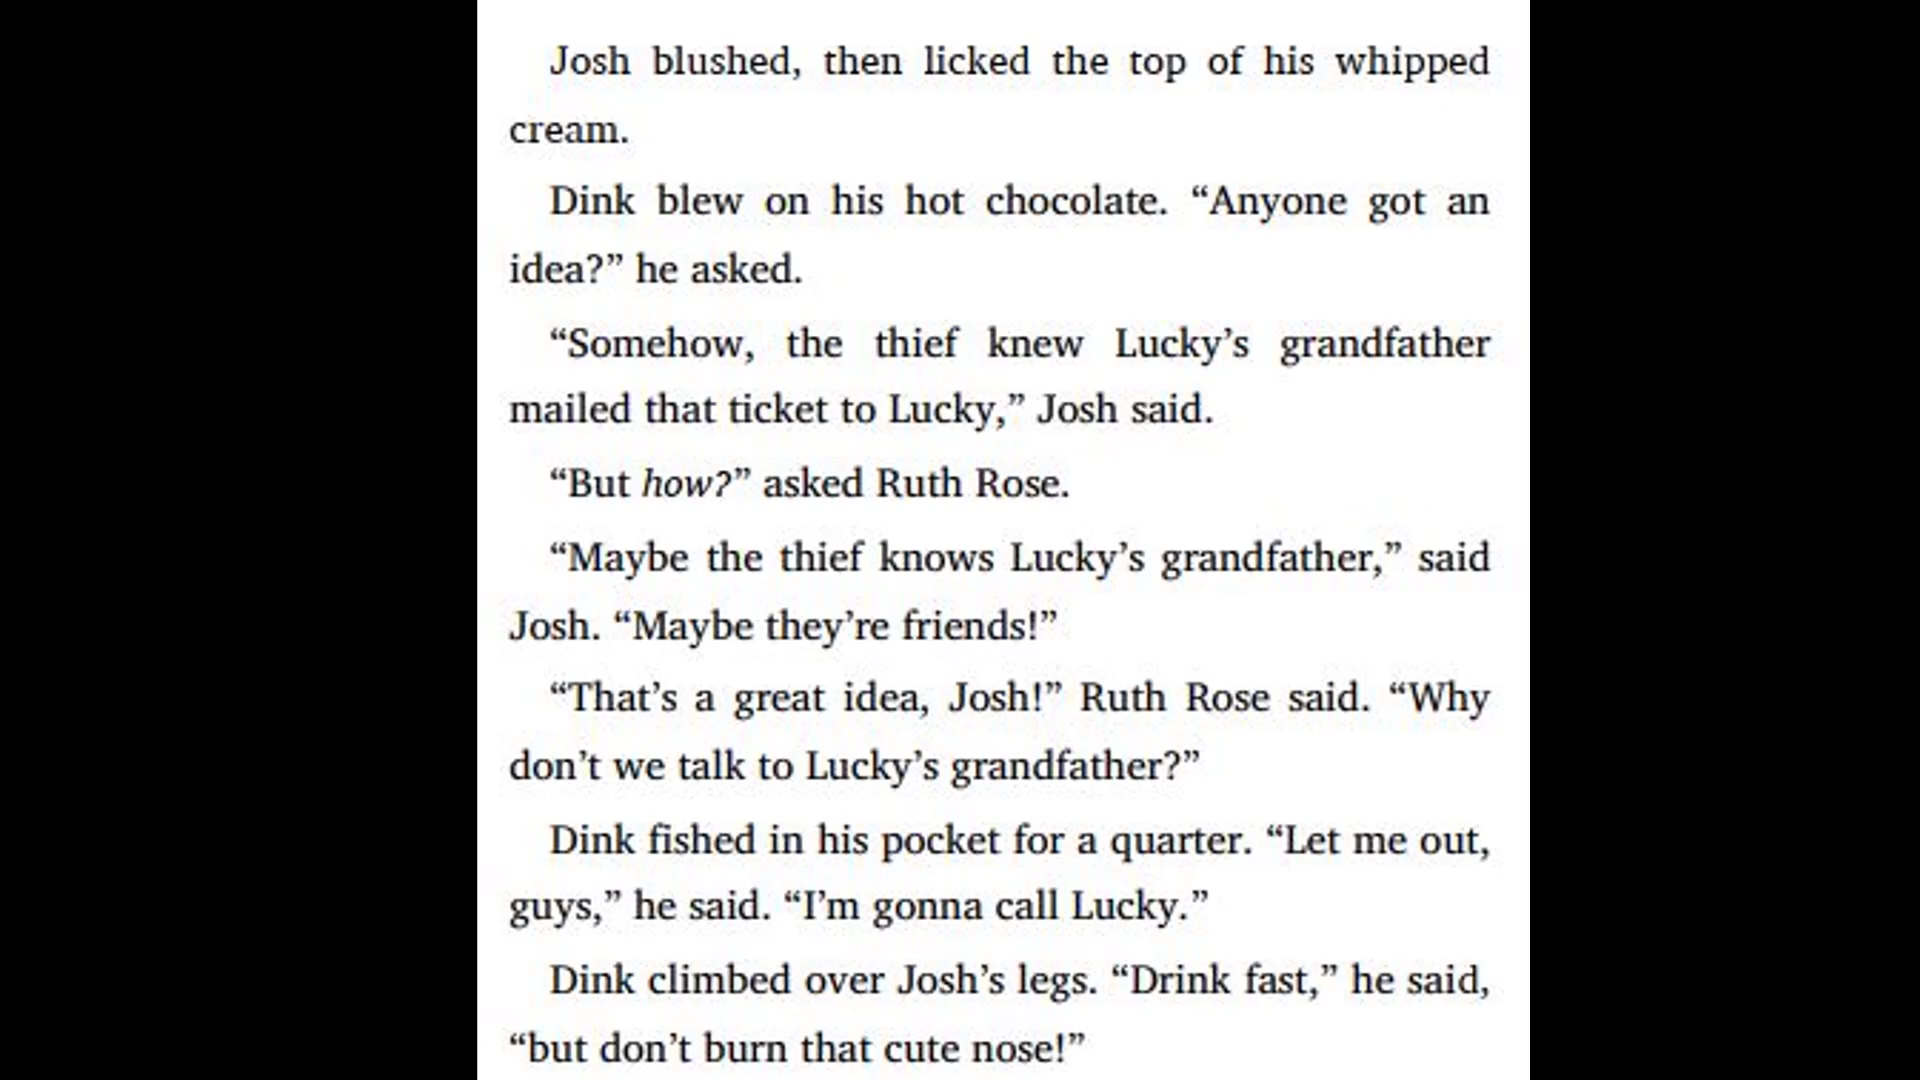 Josh blushed, then licked the top of his whipped
cream.
Dink blew on his hot chocolate. “Anyone got an
idea?” he asked.
“Somehow, the thief knew Lucky’s grandfather
mailed that ticket to Lucky,” Josh said.
“But how?” asked Ruth Rose.
“Maybe the thief knows Lucky’s grandfather,” said
Josh. “Maybe they’re friends!”
“That’s a great idea, Josh!” Ruth Rose said. “Why
don’t we talk to Lucky’s grandfather?”
Dink fished in his pocket for a quarter. “Let me out,
guys,” he said. “I’m gonna call Lucky.”
Dink climbed over Josh’s legs. “Drink fast,” he said,
“but don’t burn that cute nose!”